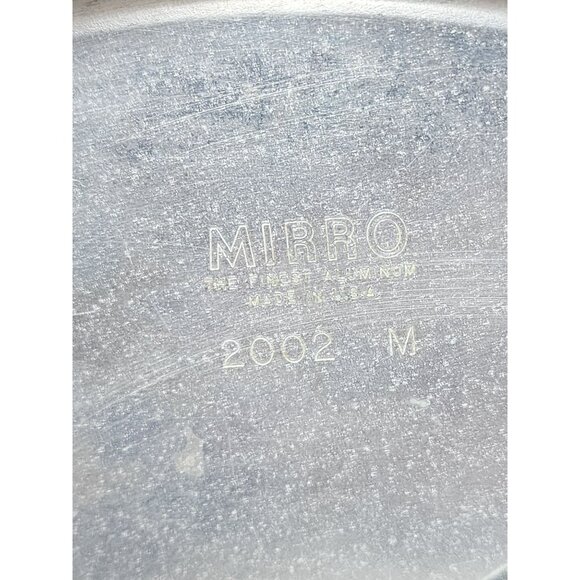 MIRRO
THE FINEST ALUMINUM
MADE IN U.S.A.
2002 M